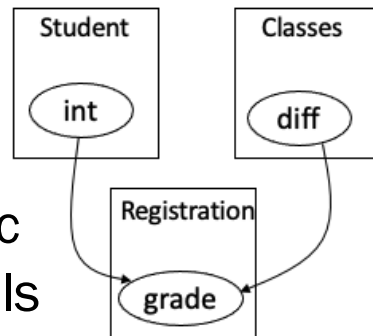 Student
Classes
int
diff
Registration
c
ls
grade